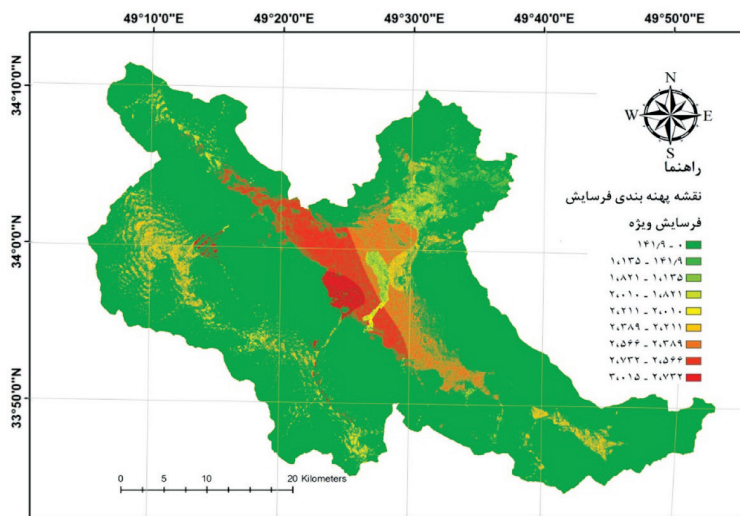 49°10'0"E 49°20'0"E 49°30'0"E 49°40'0"E 49°50'0"E
34°10'0"N
34°0'0"N
33°50'0"N
N
W E
S
راهنما
نقشه پهنه بندی فرسایش
فرسایش ویژه
۰ - ۱۴۱/۹
۱۴۱/۹ - ۱،۱۳۵
۱،۱۳۵ - ۱،۸۲۱
۱،۸۲۱ - ۲،۰۱۰
۲،۰۱۰ - ۲،۲۱۱
۲،۲۱۱ - ۲،۳۸۹
۲،۳۸۹ - ۲،۵۶۶
۲،۵۶۶ - ۲،۷۳۲
۲،۷۳۲ - ۳،۰۱۵
0 5 10 20 Kilometers